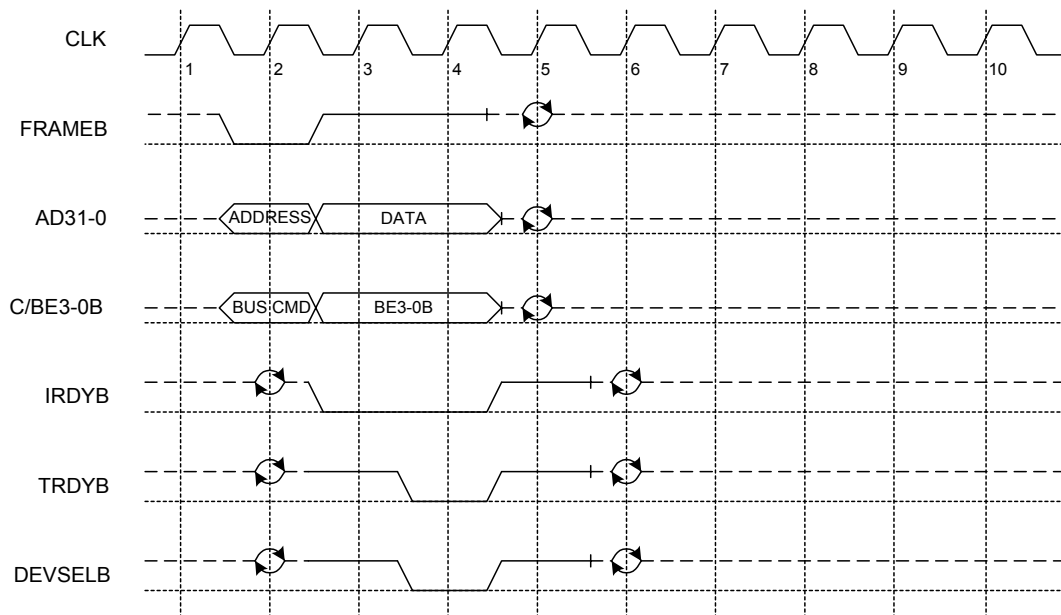 CLK
1 2 3 4 5 6 7 8 9 10
FRAMEB
AD31-0 ADDRESS DATA
C/BE3-0B BUS CMD BE3-0B
IRDYB
TRDYB
DEVSELB